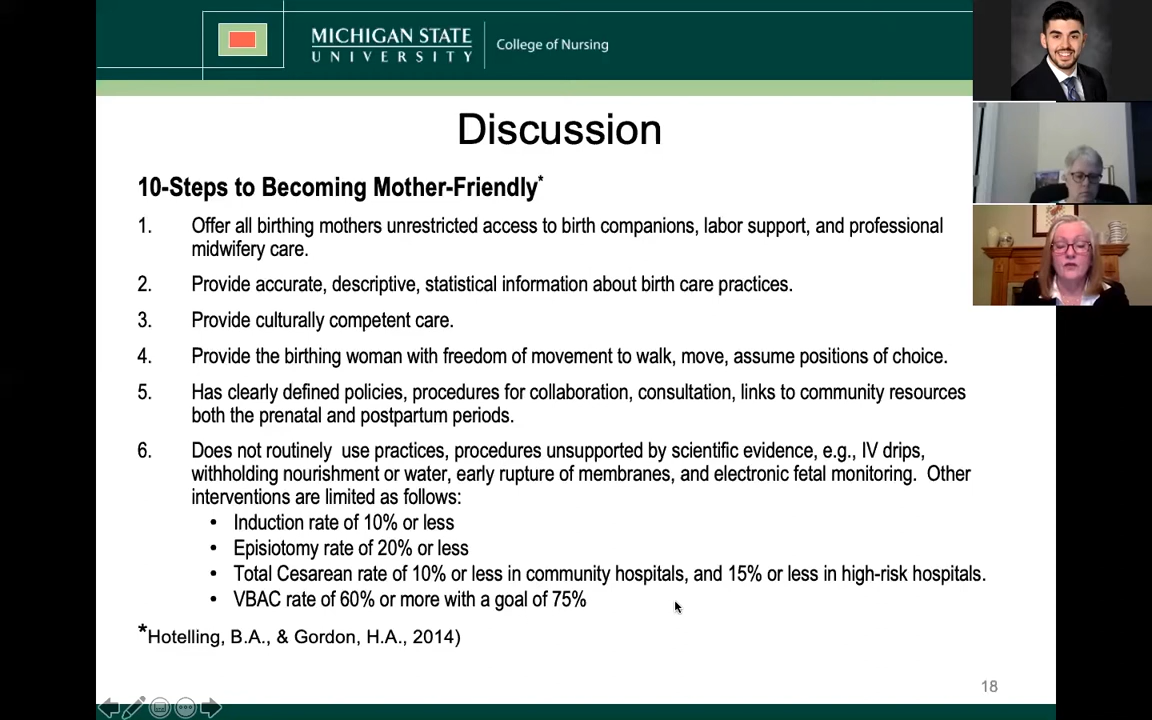 MICHIGAN STATE
UNIVERSITY
College of Nursing
Discussion
10-Steps to Becoming Mother-Friendly*
1. Offer all birthing mothers unrestricted access to birth companions, labor support, and professional
midwifery care.
2. Provide accurate, descriptive, statistical information about birth care practices.
3. Provide culturally competent care.
4. Provide the birthing woman with freedom of movement to walk, move, assume positions of choice.
5. Has clearly defined policies, procedures for collaboration, consultation, links to community resources
both the prenatal and postpartum periods.
6. Does not routinely use practices, procedures unsupported by scientific evidence, e.g., IV drips,
withholding nourishment or water, early rupture of membranes, and electronic fetal monitoring. Other
interventions are limited as follows:
• Induction rate of 10% or less
• Episiotomy rate of 20% or less
• Total Cesarean rate of 10% or less in community hospitals, and 15% or less in high-risk hospitals.
• VBAC rate of 60% or more with a goal of 75%
*Hotelling, B.A., & Gordon, H.A., 2014)
18